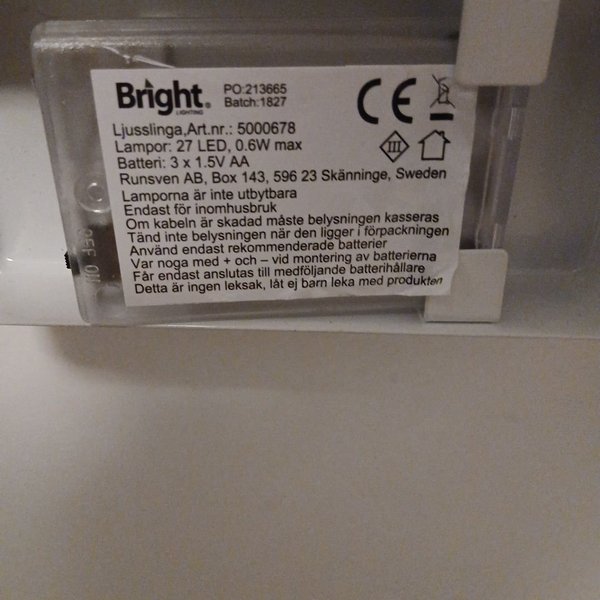 Bright.
LIGHTING
PO:213665
Batch:1827
CE
Ljusslinga,Art.nr.: 5000678
Lampor: 27 LED, 0.6W max
Batteri: 3 x 1.5V AA
III
Runsven AB, Box 143, 596 23 Skänninge, Sweden
Lamporna är inte utbytbara
Endast för inomhusbruk
Om kabeln är skadad måste belysningen kasseras
Tänd inte belysningen när den ligger i förpackningen
Använd endast rekommenderade batterier
Var noga med + och – vid montering av batterierna
Får endast anslutas till medföljande batterihållare
Detta är ingen leksak, låt ej barn leka med produkten
OFF ON